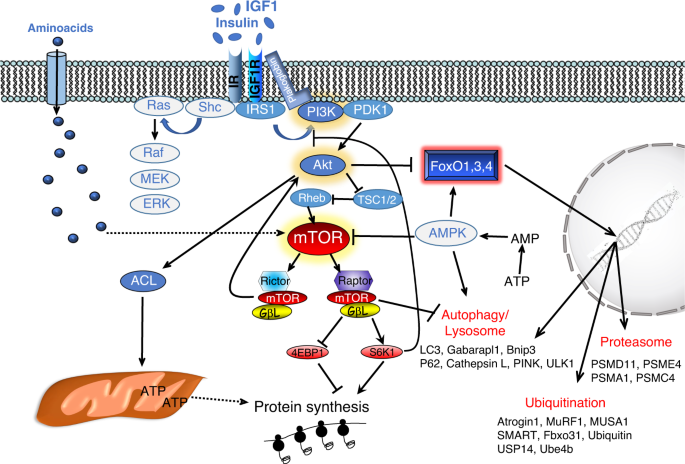 IGF1
Insulin
Aminoacids
IR
IGF1R
Plakoglobin
Ras
Shc
IRS1
PI3K
PDK1
Raf
MEK
ERK
Akt
FoxO1,3,4
Rheb
TSC1/2
mTOR
AMPK
AMP
ATP
ACL
Rictor
mTOR
GβL
Raptor
mTOR
GβL
Autophagy/
Lysosome
LC3, Gabarapl1, Bnip3
P62, Cathepsin L, PINK, ULK1
Proteasome
PSMD11, PSME4
PSMA1, PSMC4
4EBP1
S6K1
ATP
ATP
Protein synthesis
Ubiquitination
Atrogin1, MuRF1, MUSA1
SMART, Fbxo31, Ubiquitin
USP14, Ube4b